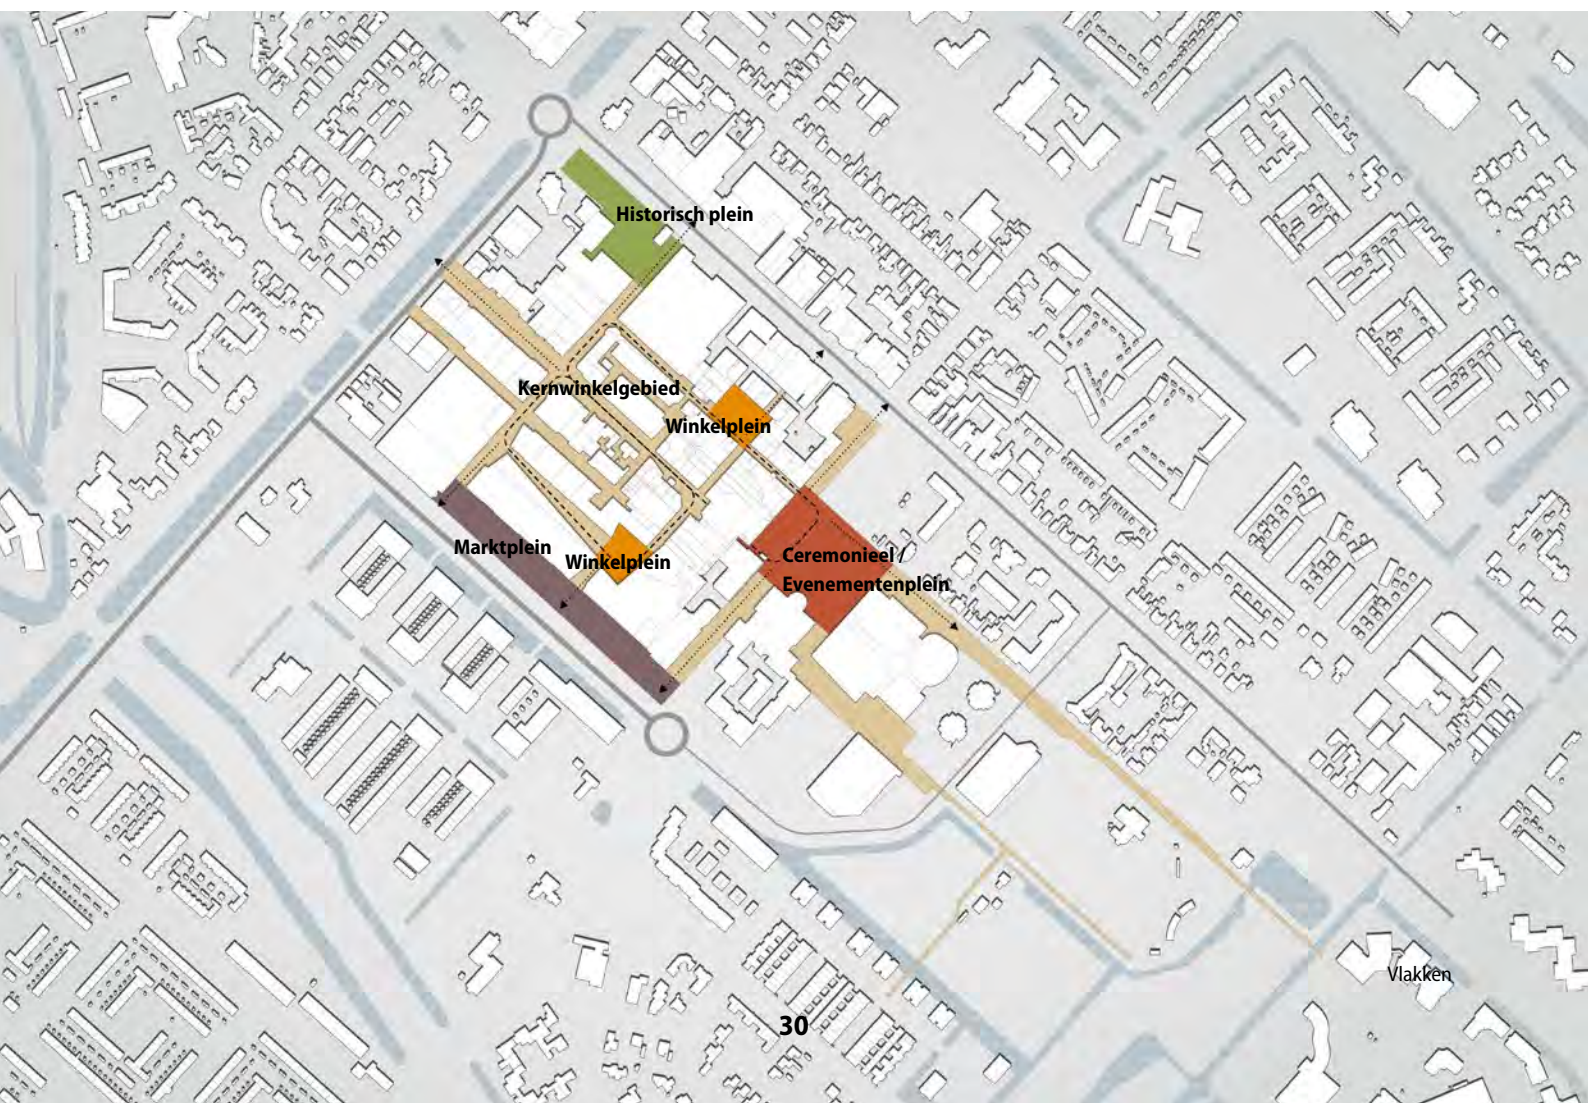 Historisch plein
Kernwinkelgebied
Winkelplein
Marktplein
Winkelplein
Ceremonieel /
Evenementenplein
Vlakken
30